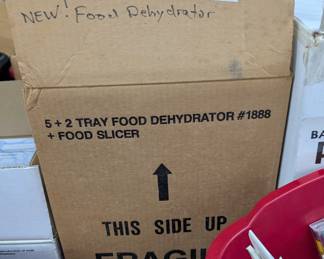 NEW! Food Dehydrator
5+2 TRAY FOOD DEHYDRATOR #1888
+ FOOD SLICER
THIS SIDE UP